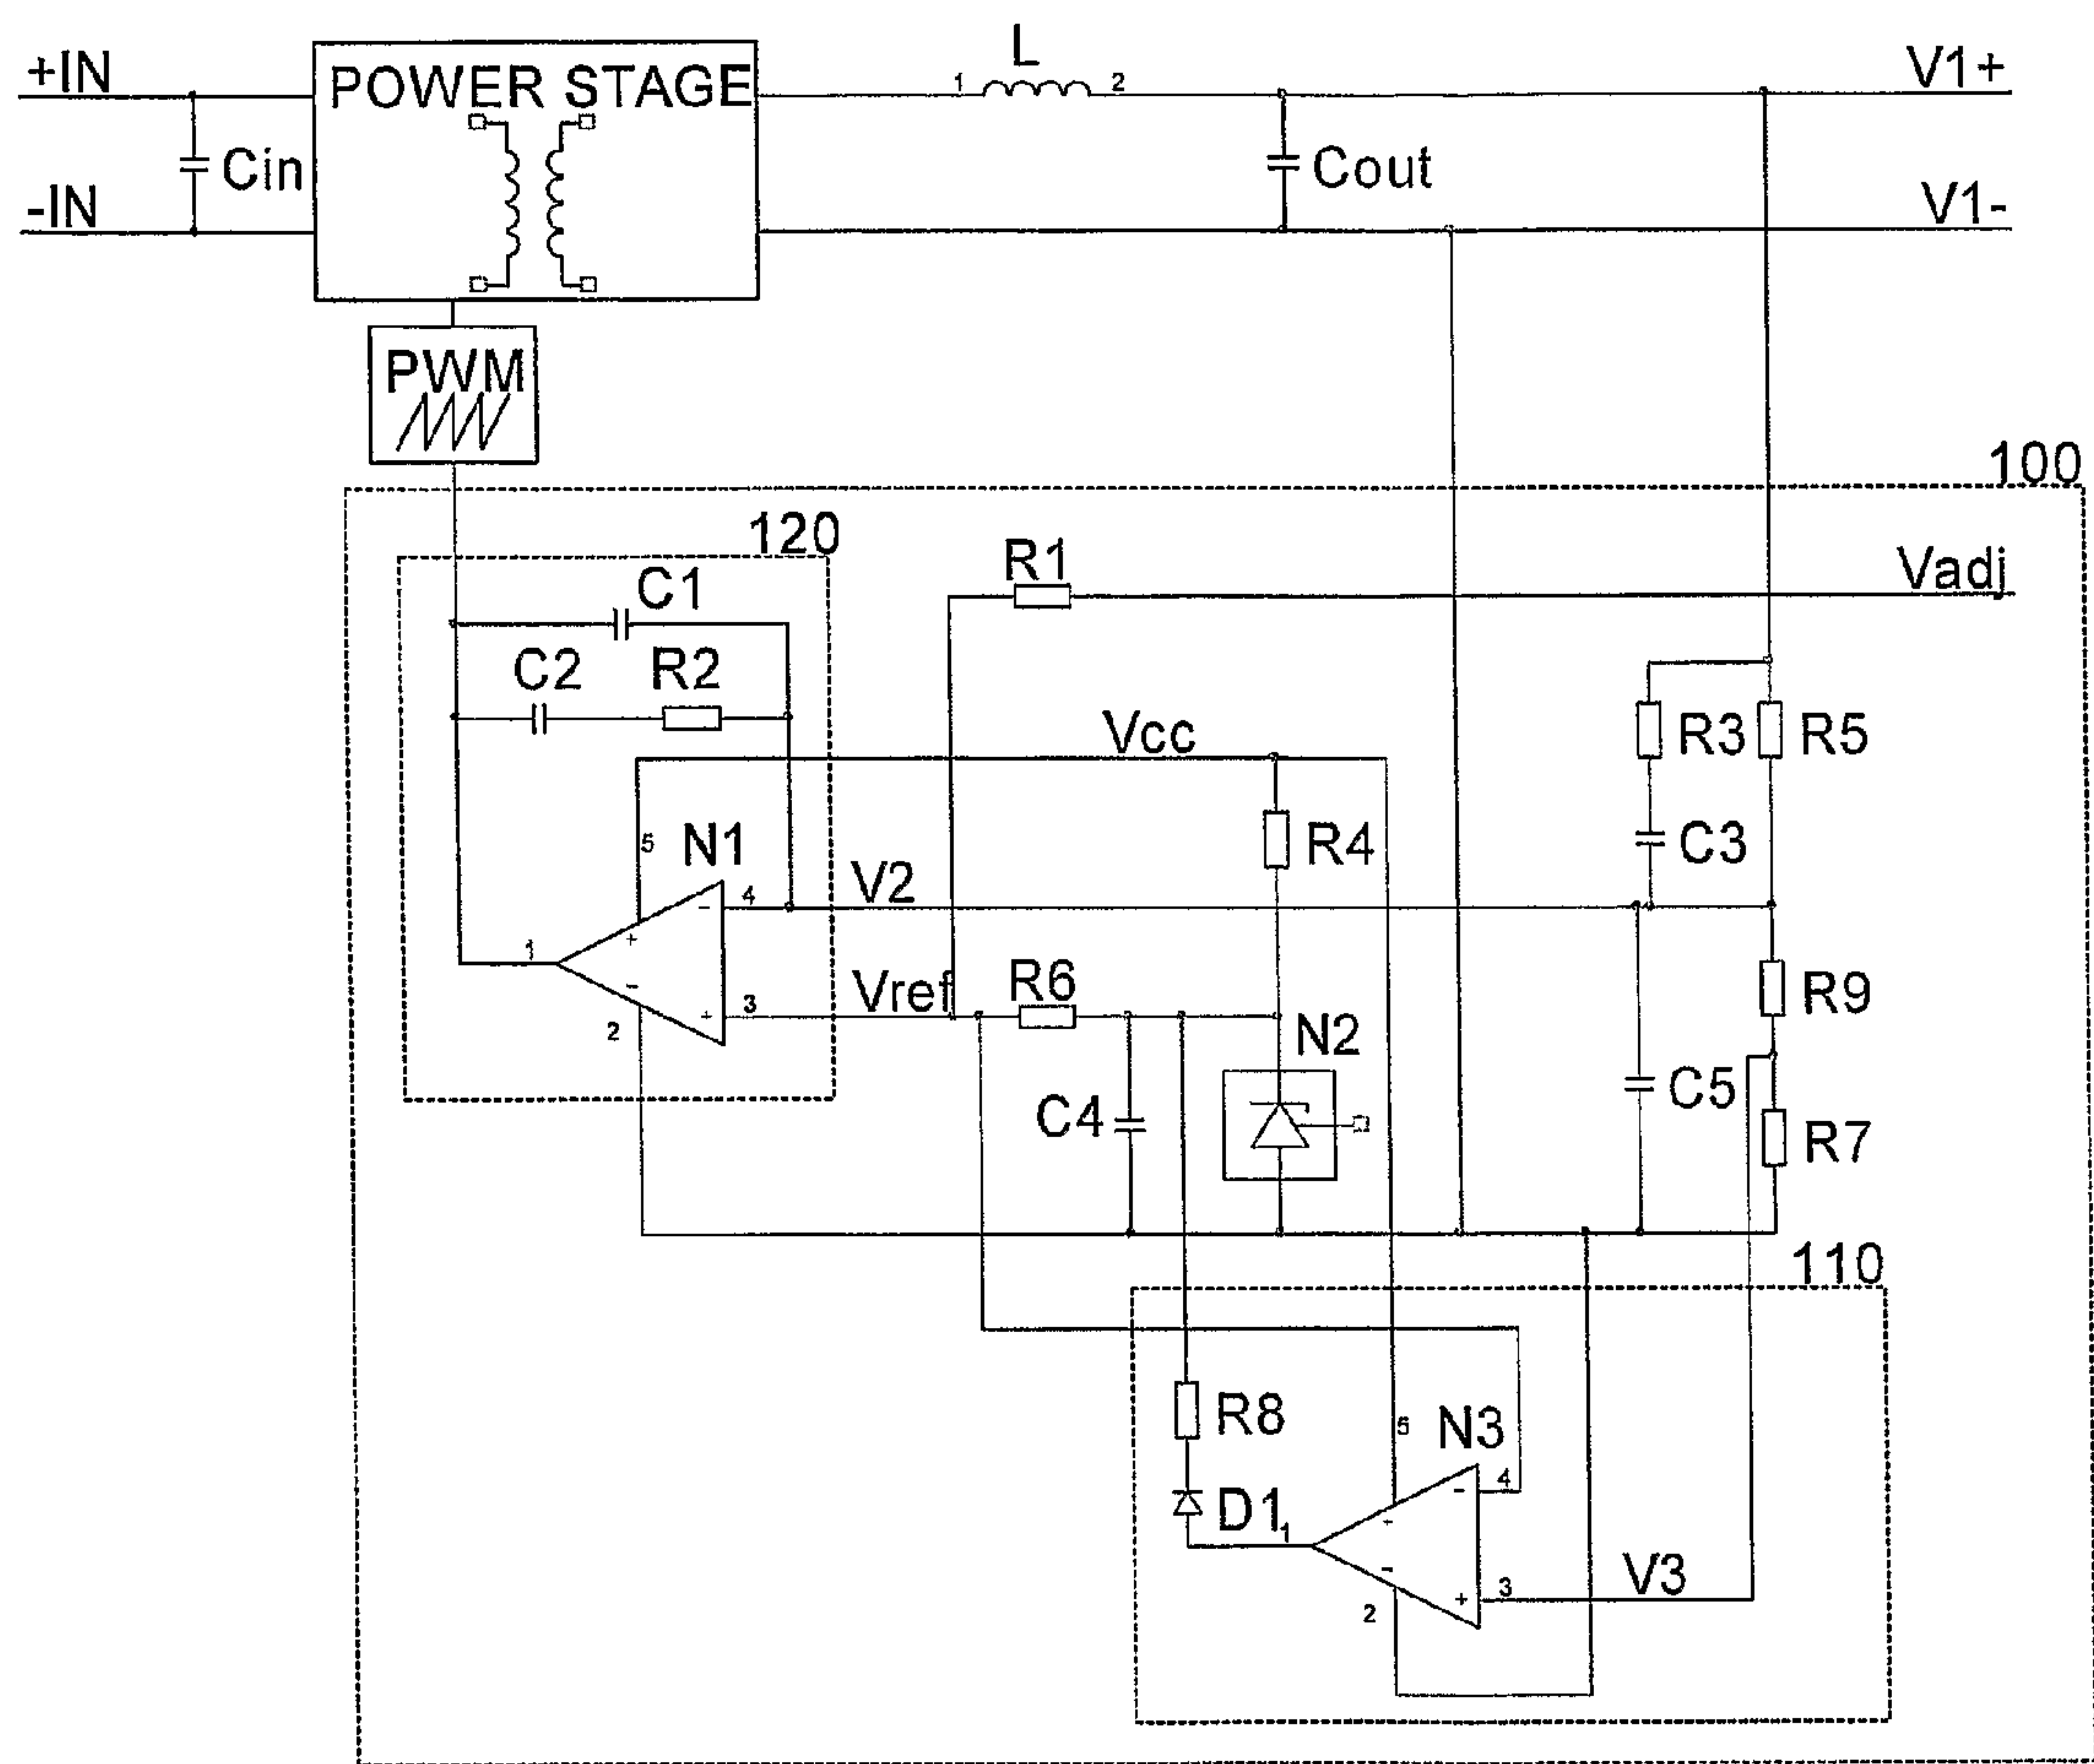 +IN
-IN
Cin
POWER STAGE
PWM
1
L
2
Cout
V1+
V1-
100
120
C1
C2
R2
R1
Vadj
Vcc
R3
R5
C3
R4
5
N1
4
V2
1
3
Vref
2
R6
N2
C4
R9
C5
R7
110
R8
D1
1
5
N3
4
3
V3
2